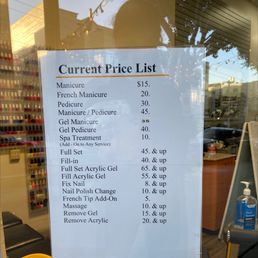 Current Price List
Manicure $15.
French Manicure 20.
Pedicure 30.
Manicure / Pedicure 45.
Gel Manicure
Gel Pedicure 40.
Spa Treatment 10.
(Add - On to Any Service)
Full Set 45. & up
Fill-in 40. & up
Full Set Acrylic Gel 65. & up
Fill Acrylic Gel 55. & up
Fix Nail 8. & up
Nail Polish Change 10. & up
French Tip Add-On 5.
Massage 10. & up
Remove Gel 15. & up
Remove Acrylic 20. & up